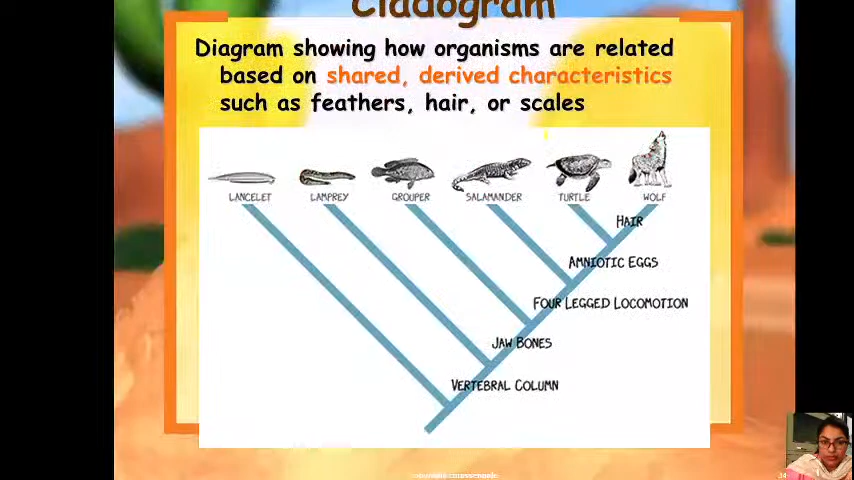 Cladogram
Diagram showing how organisms are related
based on shared, derived characteristics
such as feathers, hair, or scales
LANCELET LAMPREY GROUPER SALAMANDER TURTLE WOLF
HAIR
AMNIOTIC EGGS
FOUR LEGGED LOCOMOTION
JAW BONES
VERTEBRAL COLUMN